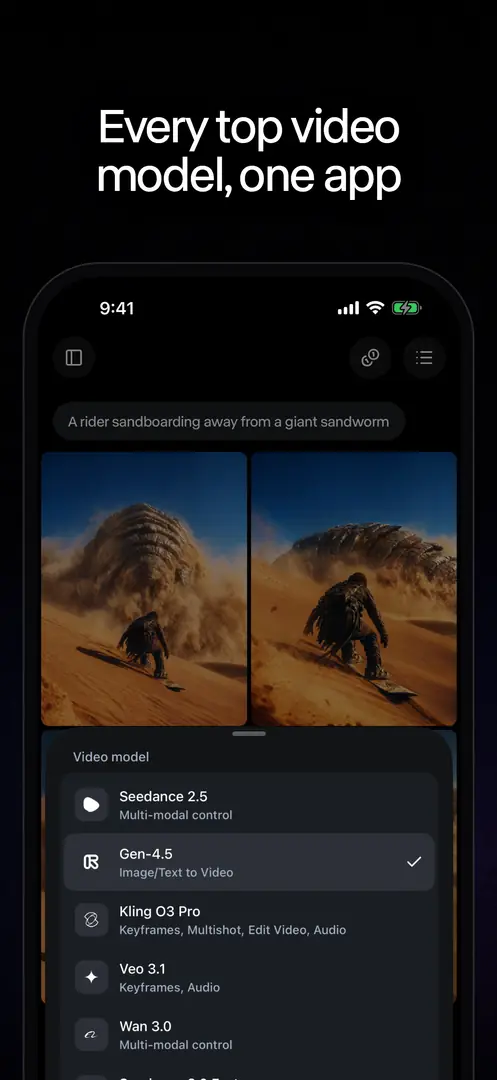 Every top video
model, one app
9:41
A rider sandboarding away from a giant sandworm
Video model
Seedance 2.5
Multi-modal control
Gen-4.5
Image/Text to Video
Kling O3 Pro
Keyframes, Multishot, Edit Video, Audio
Veo 3.1
Keyframes, Audio
Wan 3.0
Multi-modal control